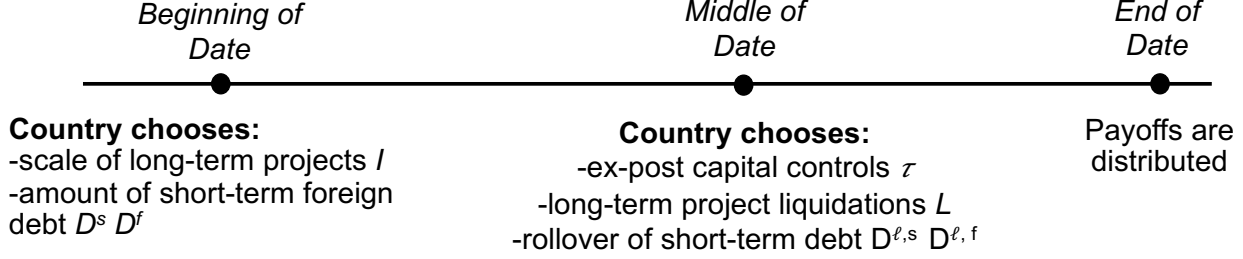 Beginning of
Date
Middle of
Date
End of
Date
Country chooses:
-scale of long-term projects I
-amount of short-term foreign
debt Dˢ Dᶠ
Country chooses:
-ex-post capital controls τ
-long-term project liquidations L
-rollover of short-term debt D^{ℓ,s} D^{ℓ, f}
Payoffs are
distributed